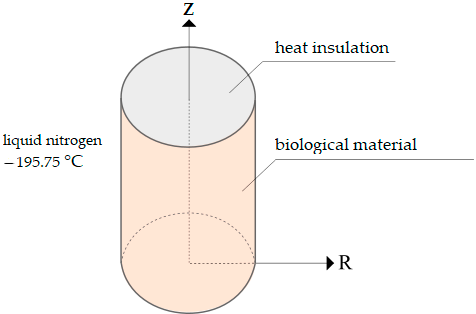 Z
heat insulation
liquid nitrogen
−195.75 °C
biological material
R